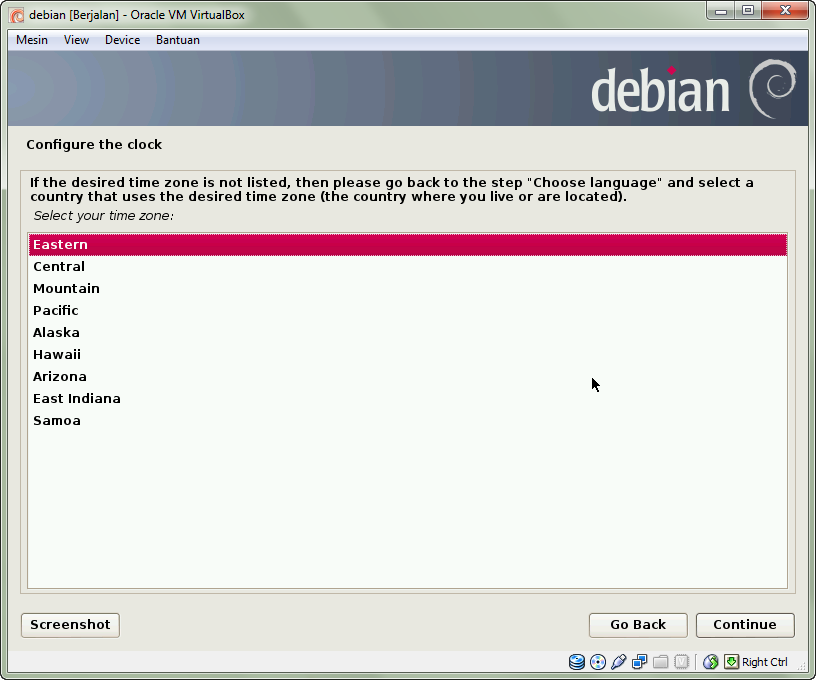 debian [Berjalan] - Oracle VM VirtualBox
Mesin View Device Bantuan
debian
Configure the clock
If the desired time zone is not listed, then please go back to the step "Choose language" and select a
country that uses the desired time zone (the country where you live or are located).
Select your time zone:
Eastern
Central
Mountain
Pacific
Alaska
Hawaii
Arizona
East Indiana
Samoa
Screenshot Go Back Continue
Right Ctrl